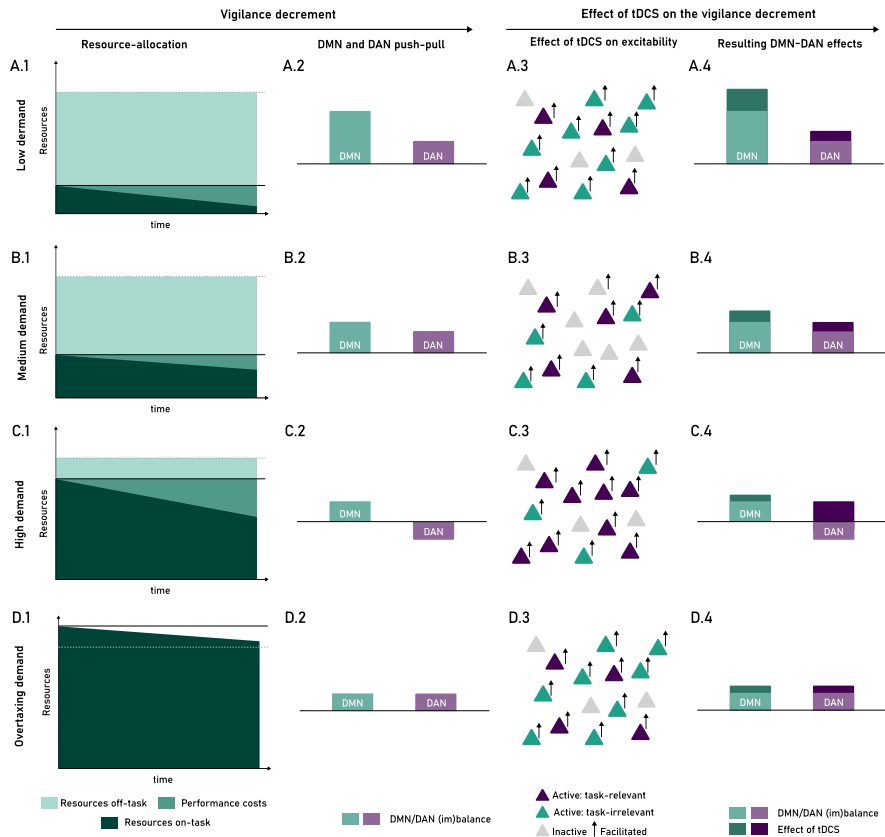 Vigilance decrement
Effect of tDCS on the vigilance decrement
Resource-allocation
DMN and DAN push-pull
Effect of tDCS on excitability
Resulting DMN-DAN effects
A.1
A.2
A.3
A.4
Low dermand
Resources
time
DMN
DAN
DMN
DAN
B.1
B.2
B.3
B.4
Medium demand
Resources
time
DMN
DAN
DMN
DAN
C.1
C.2
C.3
C.4
High demand
Resources
time
DMN
DAN
DMN
DAN
D.1
D.2
D.3
D.4
Overtaxing demand
Resources
time
DMN
DAN
DMN
DAN
Resources off-task
Performance costs
Resources on-task
DMN/DAN (im)balance
Active: task-relevant
Active: task-irrelevant
Inactive
Facilitated
DMN/DAN (im)balance
Effect of tDCS